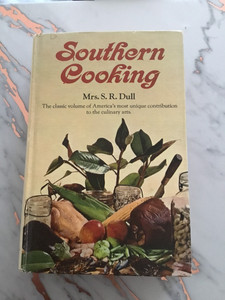 Southern
Cooking
Mrs. S. R. Dull
The classic volume of America's most unique contribution
to the culinary arts